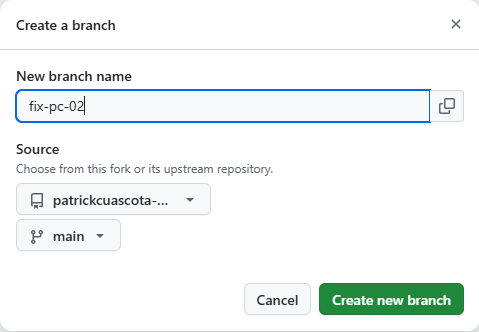 Create a branch
New branch name
fix-pc-02
Source
Choose from this fork or its upstream repository.
patrickcuascota-...
main
Cancel
Create new branch